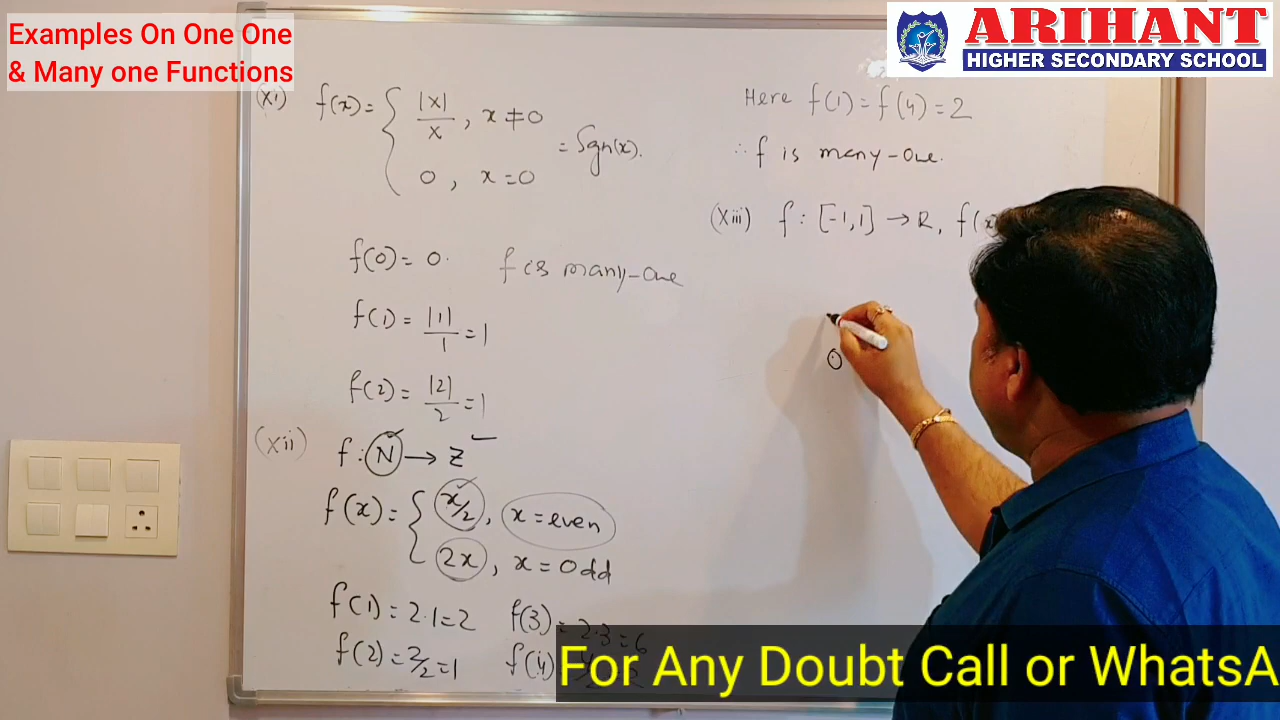 Examples On One One
& Many one Functions
ARIHANT
HIGHER SECONDARY SCHOOL
(xi) f(x) = { |x|/x , x ≠ 0
0 , x = 0
= Sgn(x).
f(0) = 0. f is many-one
f(1) = |1|/1 = 1
f(2) = |2|/2 = 1
(xii) f : N → Z
f(x) = { x/2 , x = even
2x , x = odd
f(1) = 2·1 = 2 f(3) = 2·3 = 6
f(2) = 2/2 = 1 f(4)
Here f(1) = f(4) = 2
∴ f is many-one.
(xiii) f : [-1,1] → R, f(x
0
For Any Doubt Call or WhatsA